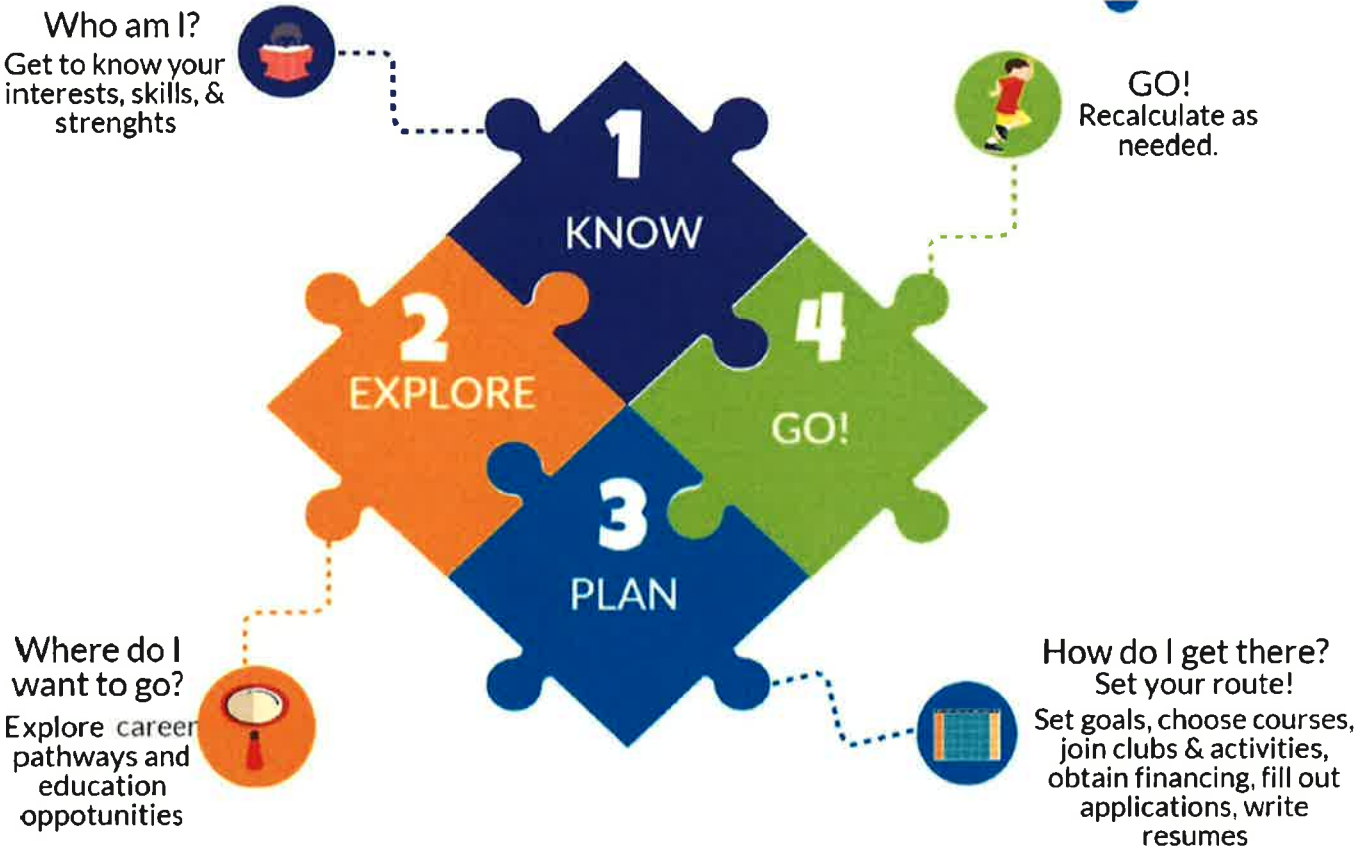 Who am I?
Get to know your
interests, skills, &
strenghts
1
KNOW
2
EXPLORE
Where do I
want to go?
Explore career
pathways and
education
oppotunities
3
PLAN
How do I get there?
Set your route!
Set goals, choose courses,
join clubs & activities,
obtain financing, fill out
applications, write
resumes
4
GO!
GO!
Recalculate as
needed.